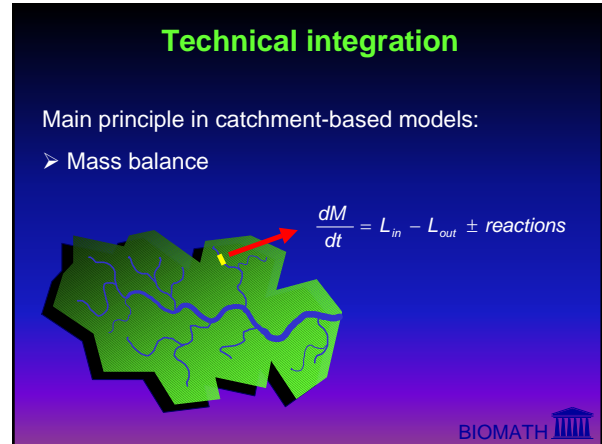 Technical integration
Main principle in catchment-based models:
➢ Mass balance
dM/dt = L_in − L_out ± reactions
BIOMATH